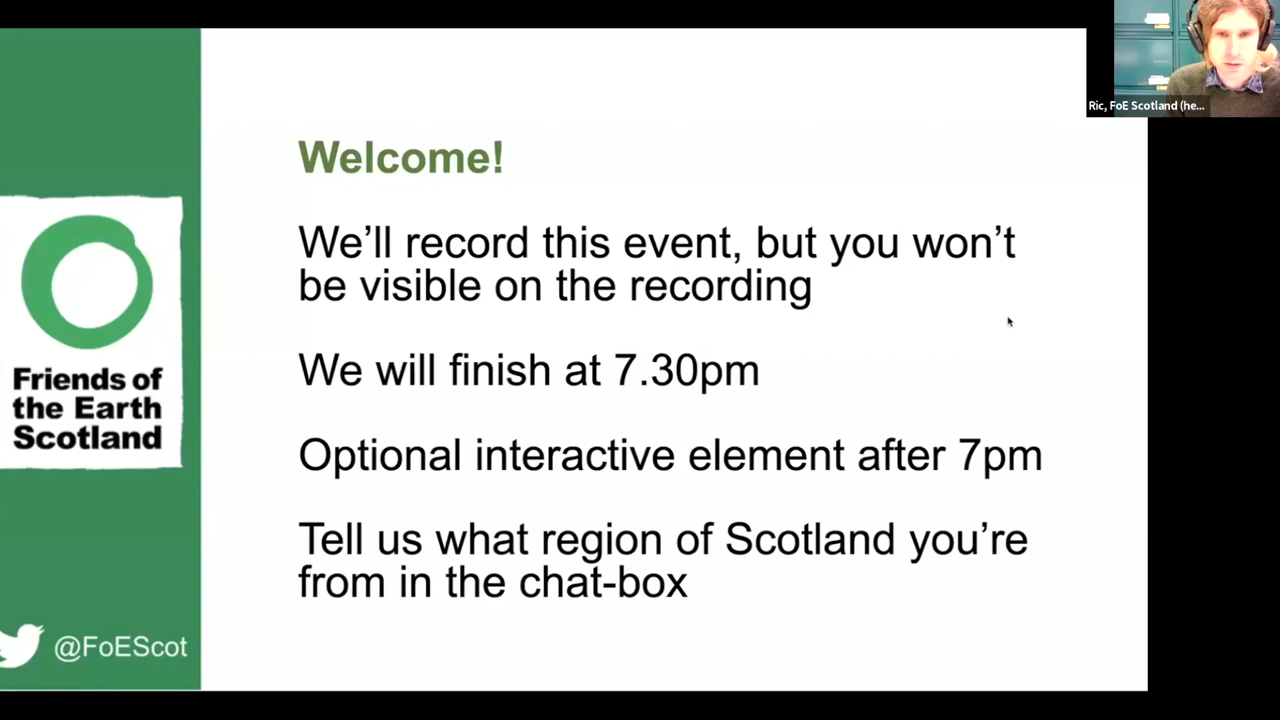 Ric, FoE Scotland (he...
Welcome!
We’ll record this event, but you won’t
be visible on the recording
We will finish at 7.30pm
Optional interactive element after 7pm
Tell us what region of Scotland you’re
from in the chat-box
Friends of
the Earth
Scotland
@FoEScot